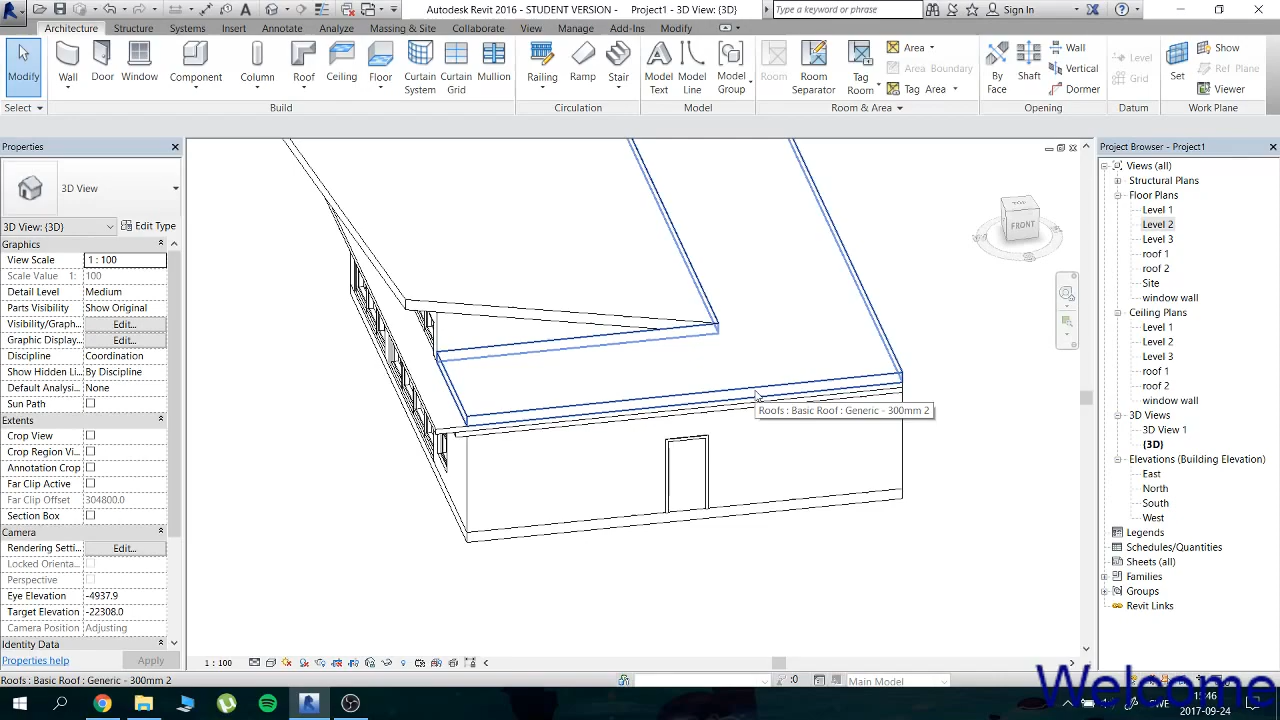 Autodesk Revit 2016 - STUDENT VERSION - Project1 - 3D View: {3D}
Type a keyword or phrase
Sign In
Architecture Structure Systems Insert Annotate Analyze Massing & Site Collaborate View Manage Add-Ins Modify
Modify Wall Door Window Component Column Roof Ceiling Floor Curtain System Curtain Grid Mullion Railing Ramp Stair Model Text Model Line Model Group Room Room Separator Tag Room
Area
Area Boundary
Tag Area
By Face Shaft
Wall
Vertical
Dormer
Level
Grid
Set
Show
Ref Plane
Viewer
Select Build Circulation Model Room & Area Opening Datum Work Plane
Properties
3D View
3D View: {3D} Edit Type
Graphics
View Scale 1 : 100
Scale Value 1: 100
Detail Level Medium
Parts Visibility Show Original
Visibility/Graph... Edit...
Graphic Display... Edit...
Discipline Coordination
Show Hidden Li... By Discipline
Default Analysi... None
Sun Path
Extents
Crop View
Crop Region Vi...
Annotation Crop
Far Clip Active
Far Clip Offset 304800.0
Section Box
Camera
Rendering Setti... Edit...
Locked Orienta...
Perspective
Eye Elevation -4937.9
Target Elevation -22308.0
Camera Position Adjusting
Identity Data
Properties help Apply
TOP
FRONT
Roofs : Basic Roof : Generic - 300mm 2
Project Browser - Project1
Views (all)
Structural Plans
Floor Plans
Level 1
Level 2
Level 3
roof 1
roof 2
Site
window wall
Ceiling Plans
Level 1
Level 2
Level 3
roof 1
roof 2
window wall
3D Views
3D View 1
{3D}
Elevations (Building Elevation)
East
North
South
West
Legends
Schedules/Quantities
Sheets (all)
Families
Groups
Revit Links
1 : 100
Roofs : Basic Roof : Generic - 300mm 2
:0
Main Model
Welcome
15:46
SWE
2017-09-24